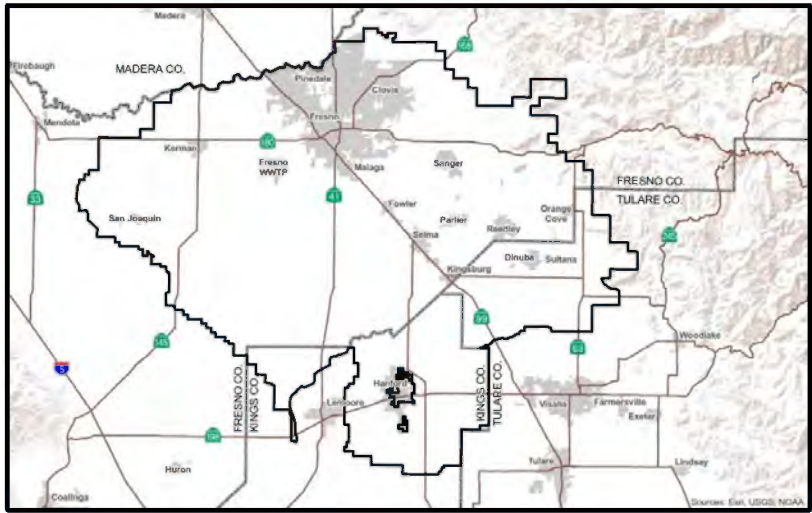 Madera
168
Firebaugh
MADERA CO.
Pinedale
Clovis
Mendota
Fresno
Kerman
180
Fresno
WWTP
Malaga
Sanger
33
41
FRESNO CO.
TULARE CO.
San Joaquin
Fowler
Parlier
Reedley
Orange
Cove
Selma
Dinuba
Sultana
Kingsburg
99
145
63
Woodlake
5
FRESNO CO.
KINGS CO.
Hanford
Lemoore
KINGS CO.
TULARE CO.
Visalia
Farmersville
Exeter
198
Huron
Tulare
Lindsay
Coalinga
Sources: Esri, USGS, NOAA